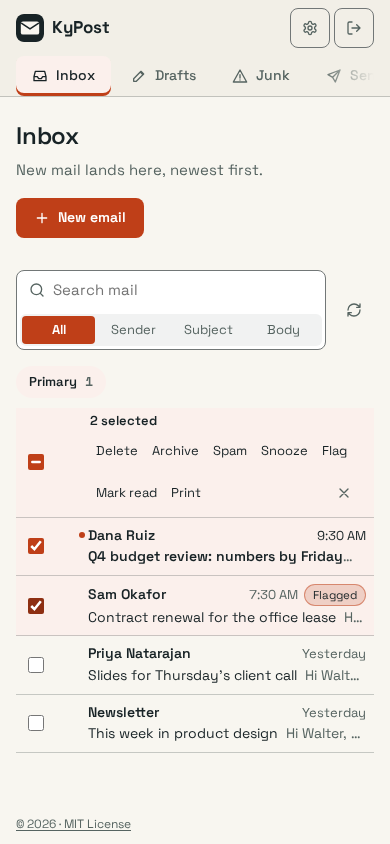 KyPost
Inbox Drafts Junk Sen
Inbox
New mail lands here, newest first.
New email
Search mail
All Sender Subject Body
Primary 1
2 selected
Delete Archive Spam Snooze Flag
Mark read Print
Dana Ruiz 9:30 AM
Q4 budget review: numbers by Friday...
Sam Okafor 7:30 AM Flagged
Contract renewal for the office lease H...
Priya Natarajan Yesterday
Slides for Thursday's client call Hi Walt...
Newsletter Yesterday
This week in product design Hi Walter, ...
© 2026 · MIT License